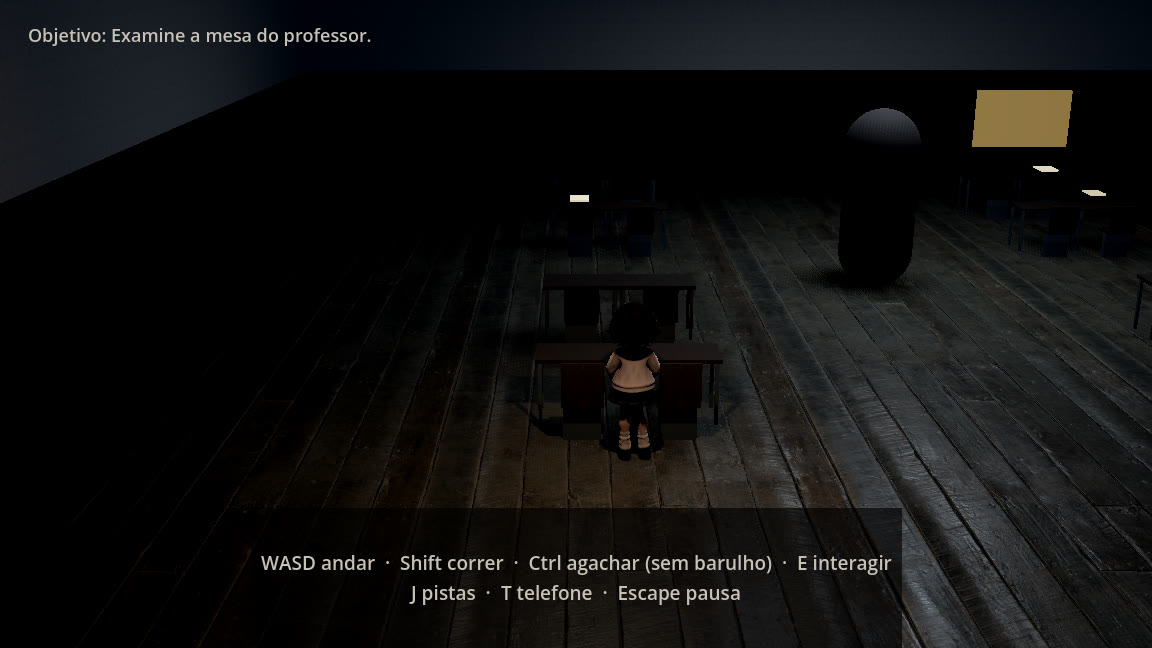 Objetivo: Examine a mesa do professor.
WASD andar · Shift correr · Ctrl agachar (sem barulho) · E interagir
J pistas · T telefone · Escape pausa